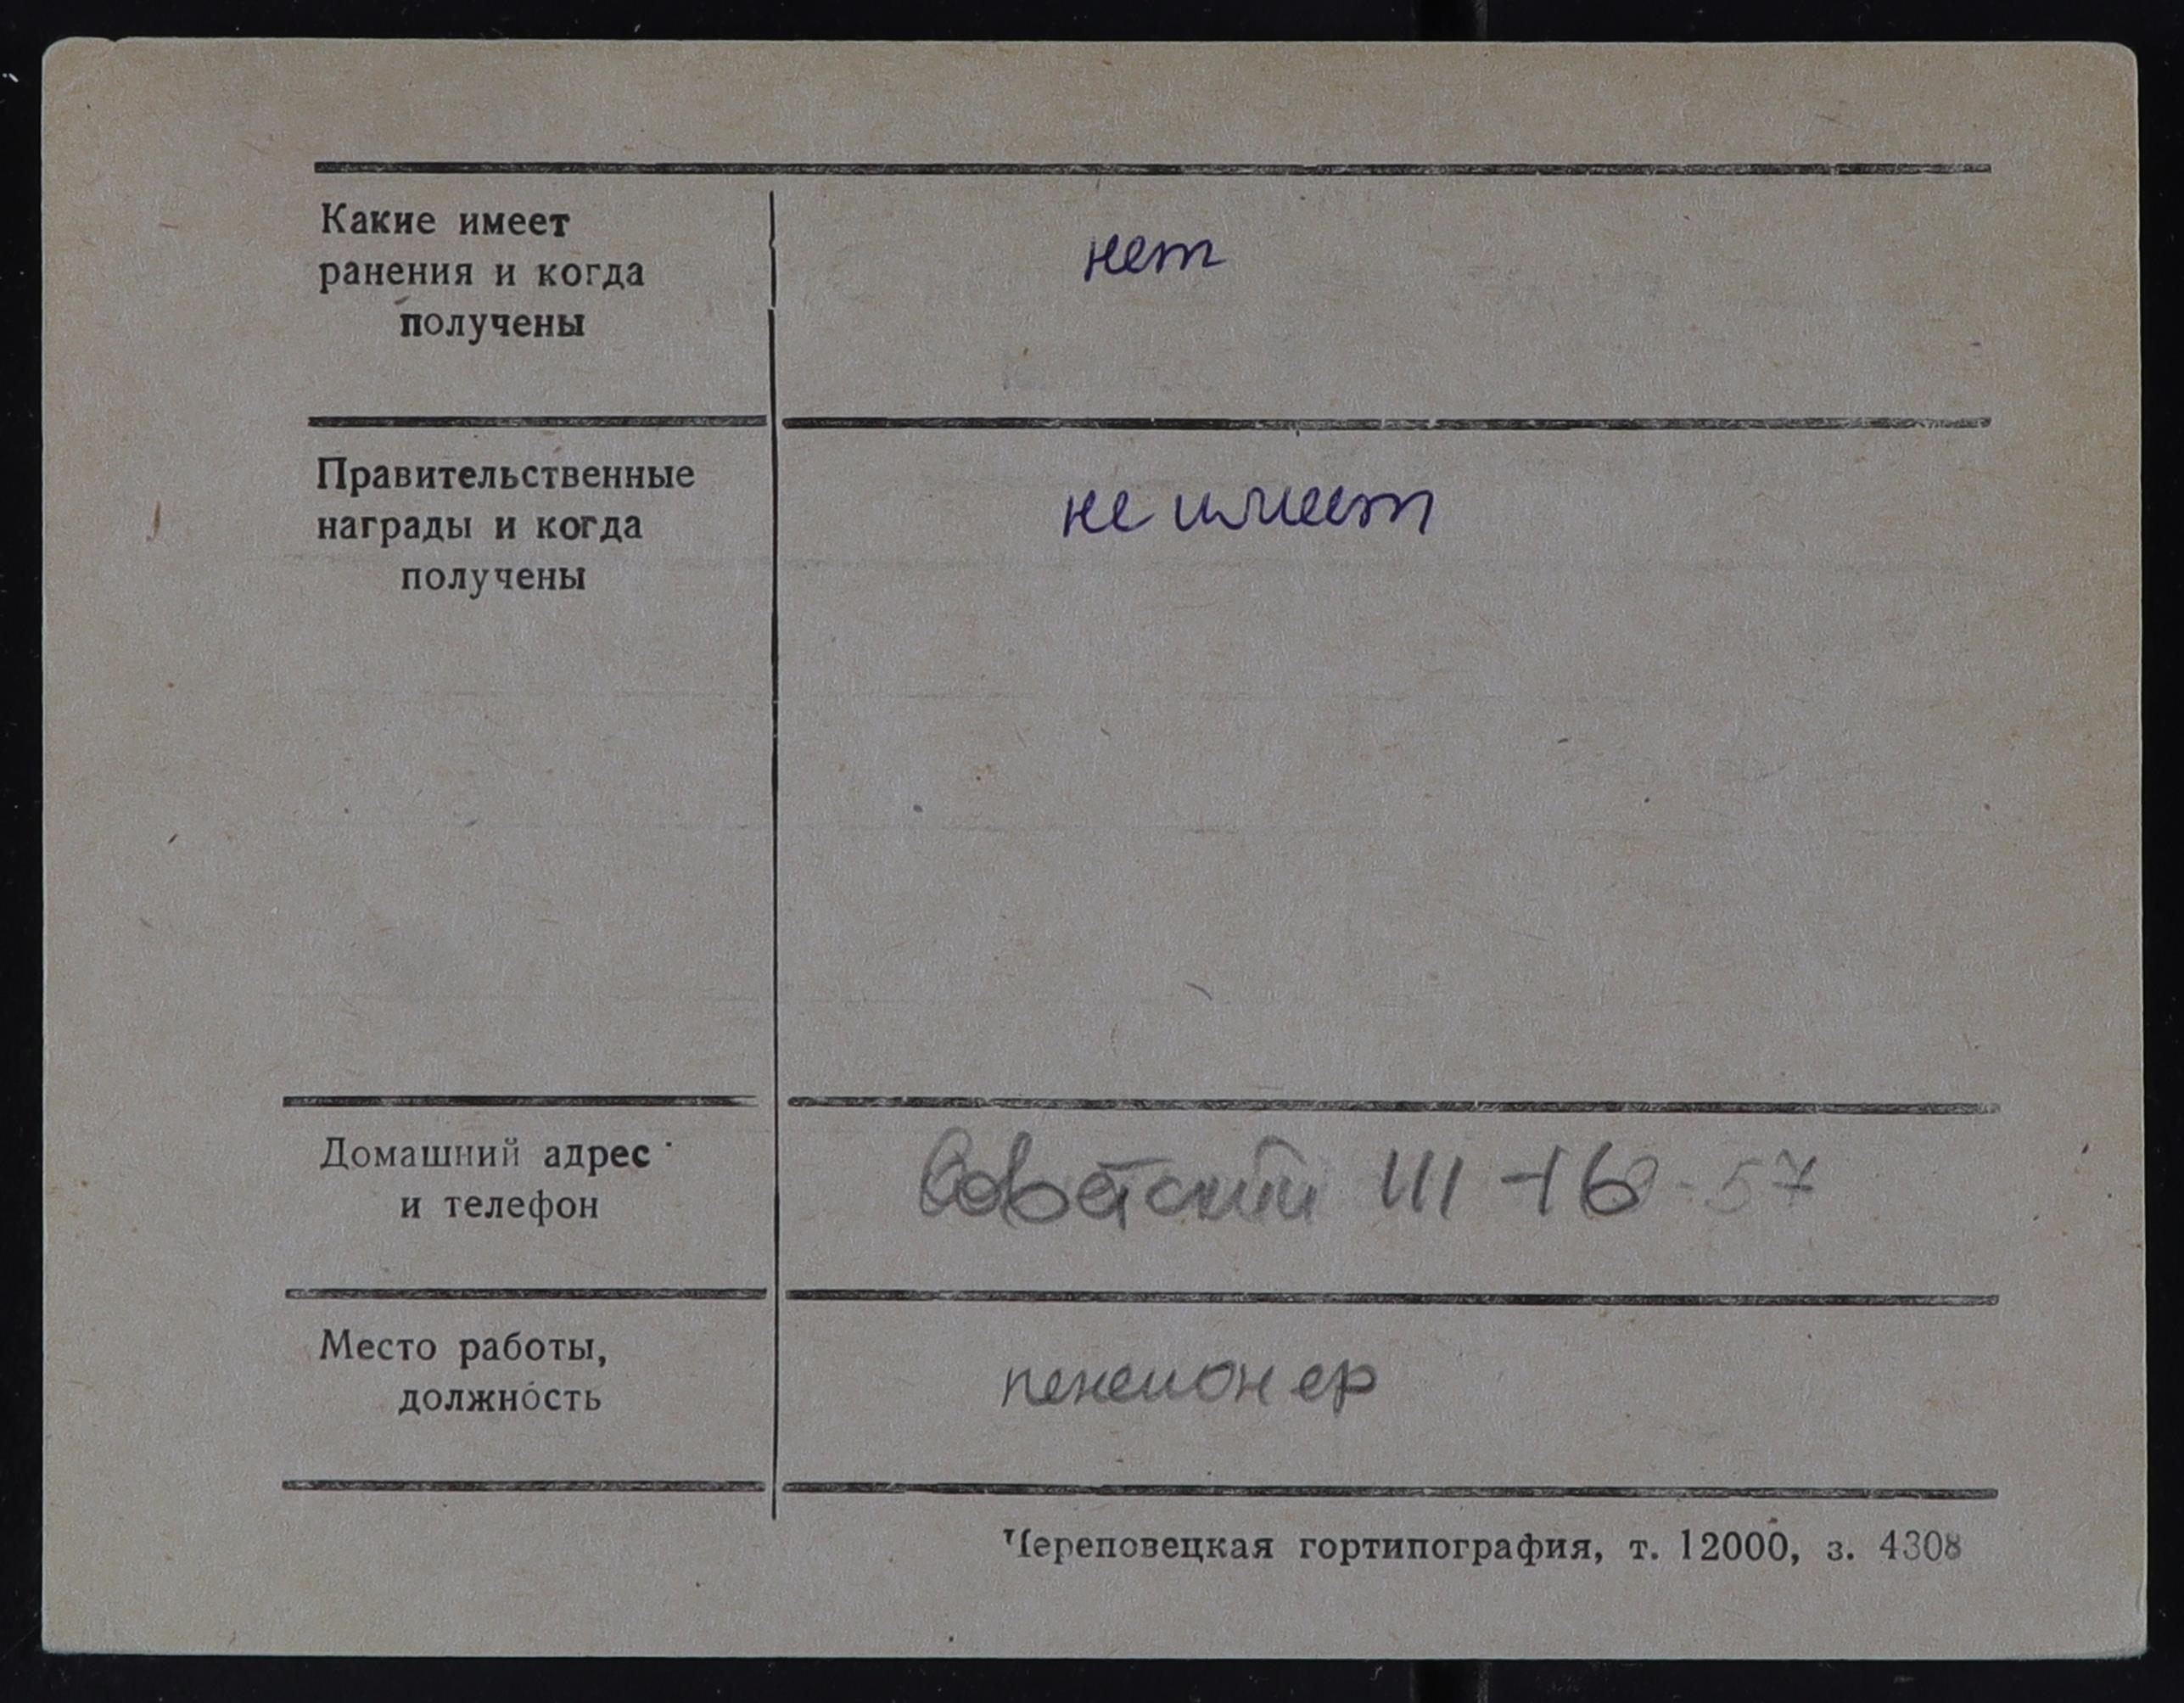 Какие имеет
ранения и когда
получены
нет
Правительственные
награды и когда
получены
не имеет
Домашний адрес
и телефон
Советский 111-16
-57
Место работы,
должность
пенсионер
Череповецкая гортипография, т. 12000, з. 4308